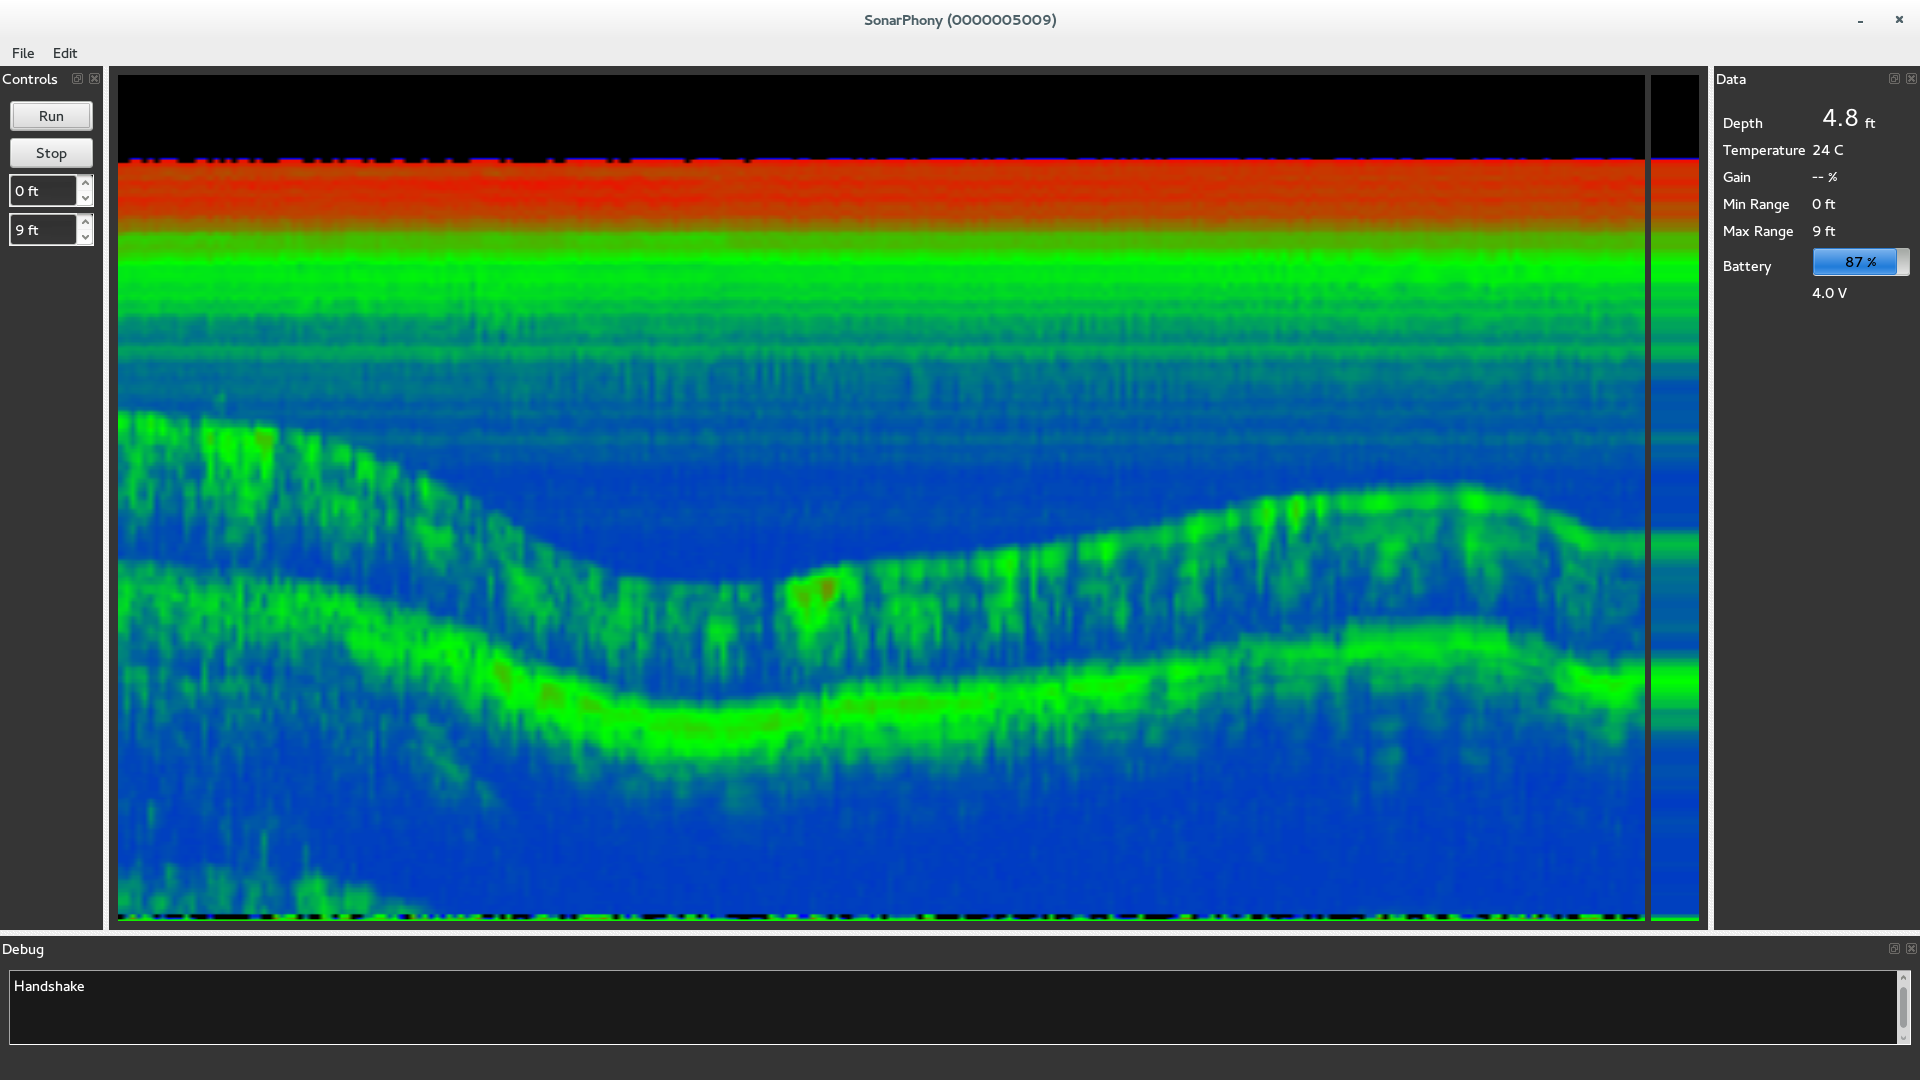 SonarPhony (0000005009)
File Edit
Controls
Run
Stop
0 ft
9 ft
Data
Depth 4.8 ft
Temperature 24 C
Gain -- %
Min Range 0 ft
Max Range 9 ft
Battery 87 %
4.0 V
Debug
Handshake